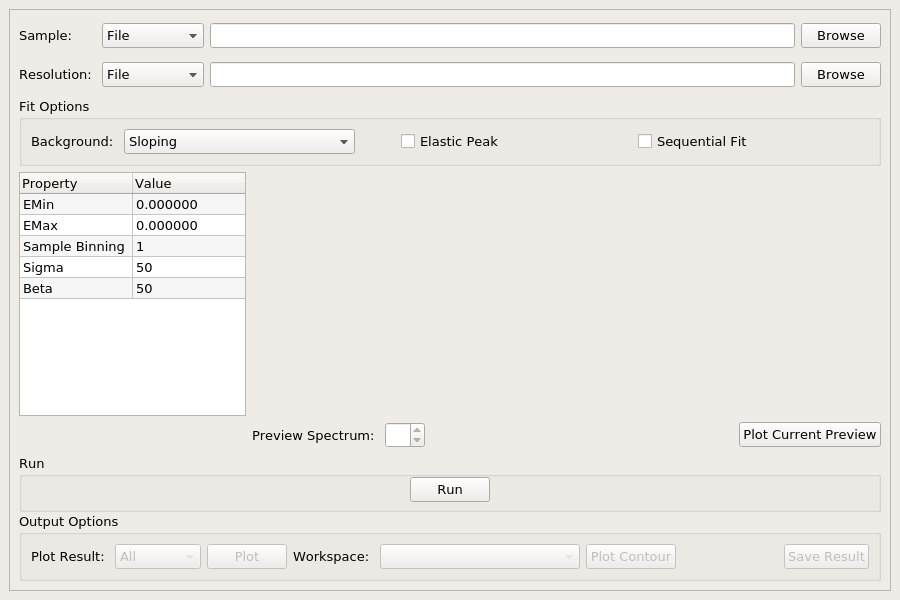 Sample: File Browse
Resolution: File Browse
Fit Options
Background: Sloping Elastic Peak Sequential Fit
Property Value
EMin 0.000000
EMax 0.000000
Sample Binning 1
Sigma 50
Beta 50
Preview Spectrum: Plot Current Preview
Run
Run
Output Options
Plot Result: All Plot Workspace: Plot Contour Save Result